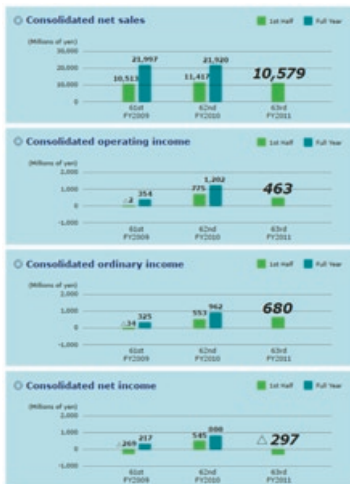 Consolidated net sales
1st Half Full Year
(Millions of yen)
30,000
20,000
10,000
0
10,513
21,997
11,417
21,920
10,579
61st
FY2009
62nd
FY2010
63rd
FY2011
Consolidated operating income
1st Half Full Year
(Millions of yen)
2,000
1,000
0
-1,000
△2
354
775
1,202
463
61st
FY2009
62nd
FY2010
63rd
FY2011
Consolidated ordinary income
1st Half Full Year
(Millions of yen)
2,000
1,000
0
-1,000
△34
325
553
962
680
61st
FY2009
62nd
FY2010
63rd
FY2011
Consolidated net income
1st Half Full Year
(Millions of yen)
2,000
1,000
0
-1,000
△269
217
545
808
△297
61st
FY2009
62nd
FY2010
63rd
FY2011